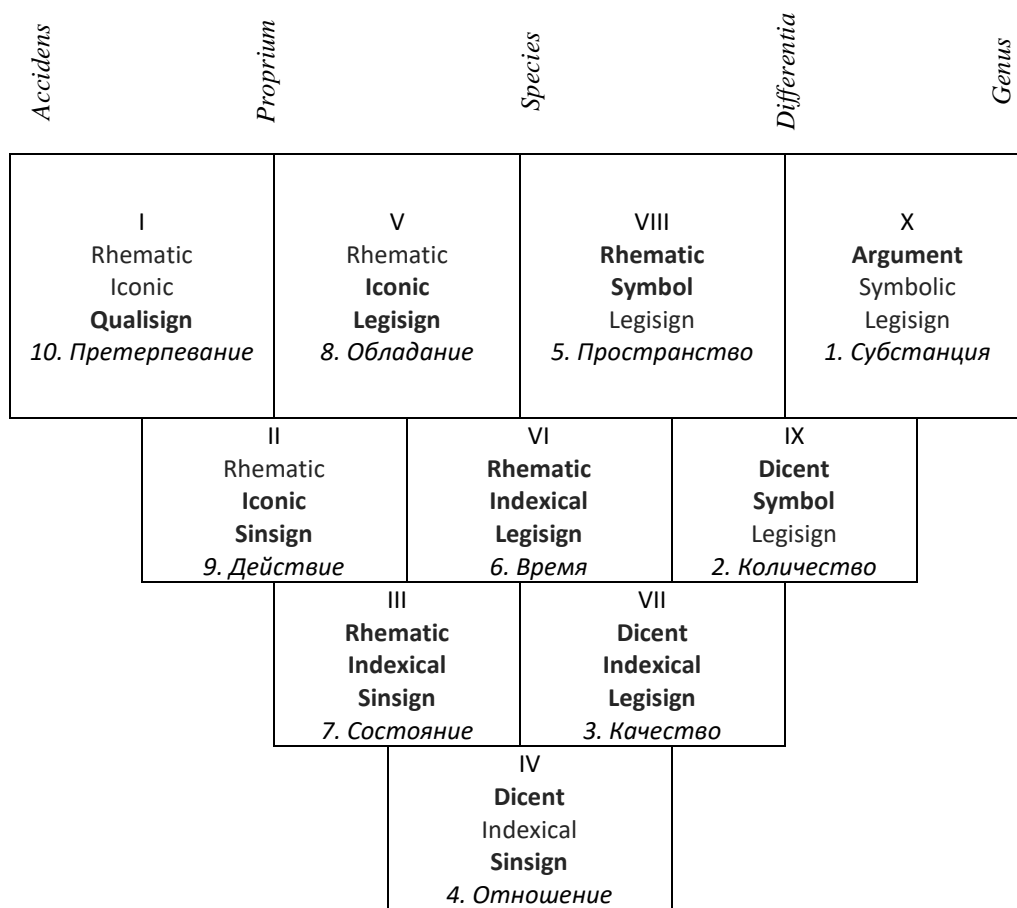 Accidens
Proprium
Species
Differentia
Genus
I
Rhematic
Iconic
Qualisign
10. Претерпевание
V
Rhematic
Iconic
Legisign
8. Обладание
VIII
Rhematic
Symbol
Legisign
5. Пространство
X
Argument
Symbolic
Legisign
1. Субстанция
II
Rhematic
Iconic
Sinsign
9. Действие
VI
Rhematic
Indexical
Legisign
6. Время
IX
Dicent
Symbol
Legisign
2. Количество
III
Rhematic
Indexical
Sinsign
7. Состояние
VII
Dicent
Indexical
Legisign
3. Качество
IV
Dicent
Indexical
Sinsign
4. Отношение